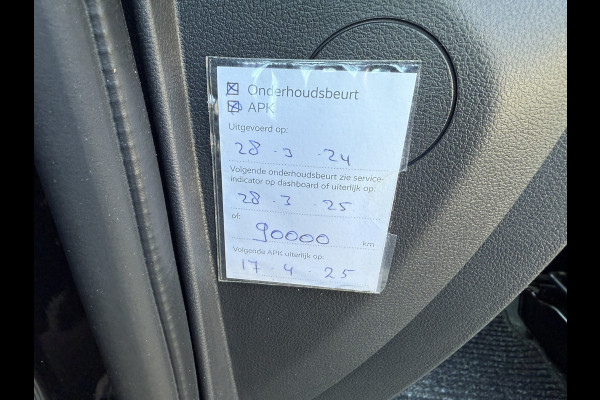 ☒ Onderhoudsbeurt
☒ APK
Uitgevoerd op:
28 . 3 . 24
Volgende onderhoudsbeurt zie service-
indicator op dashboard of uiterlijk op:
28 . 3 . 25
of: 90000 km
Volgende APK uiterlijk op:
17 . 4 . 25